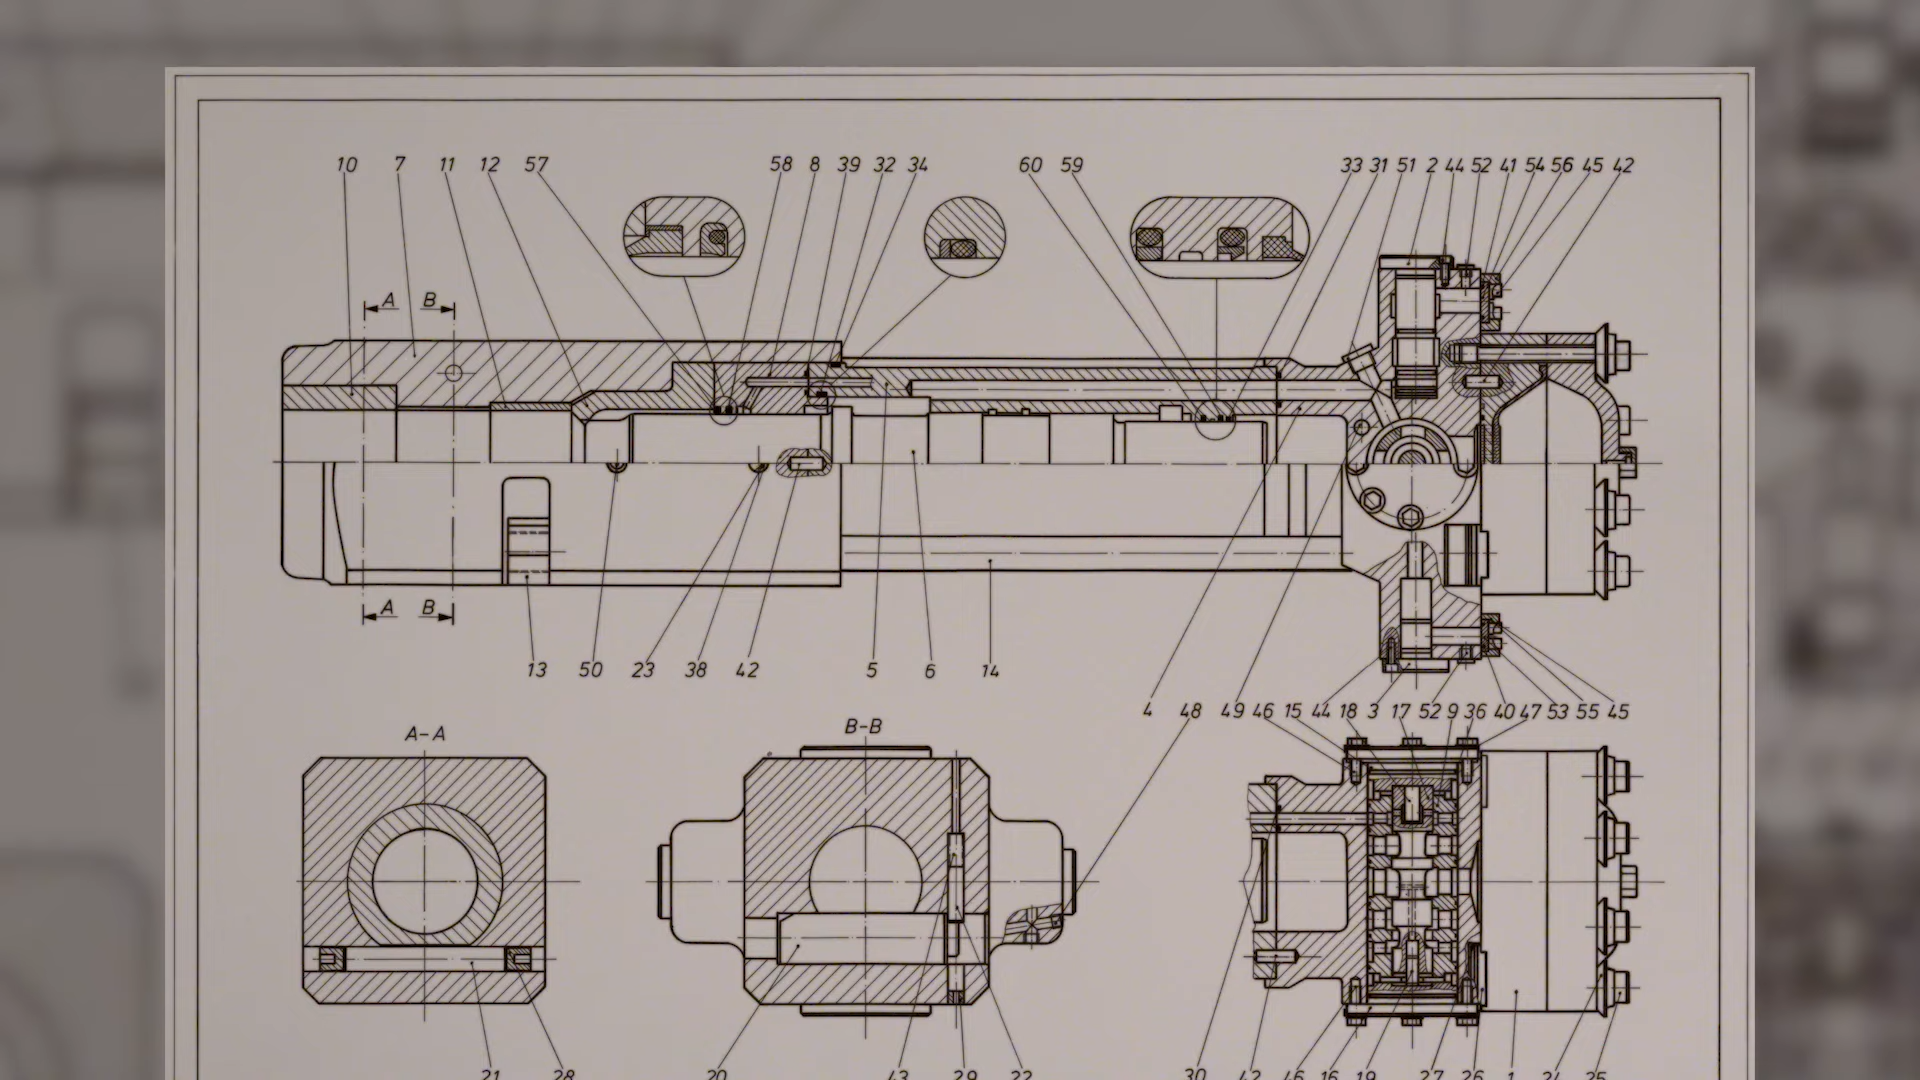 10 7 11 12 57 58 8 39 32 34 60 59 33 31 51 2 44 52 41 54 56 45 42
A B
A B
13 50 23 38 42 5 6 14
4 48 49 46 15 44 18 3 17 52 9 36 40 47 53 55 45
A-A B-B
21 28 20 43 29 22 30 42 46 16 19 27 26 1 24 25